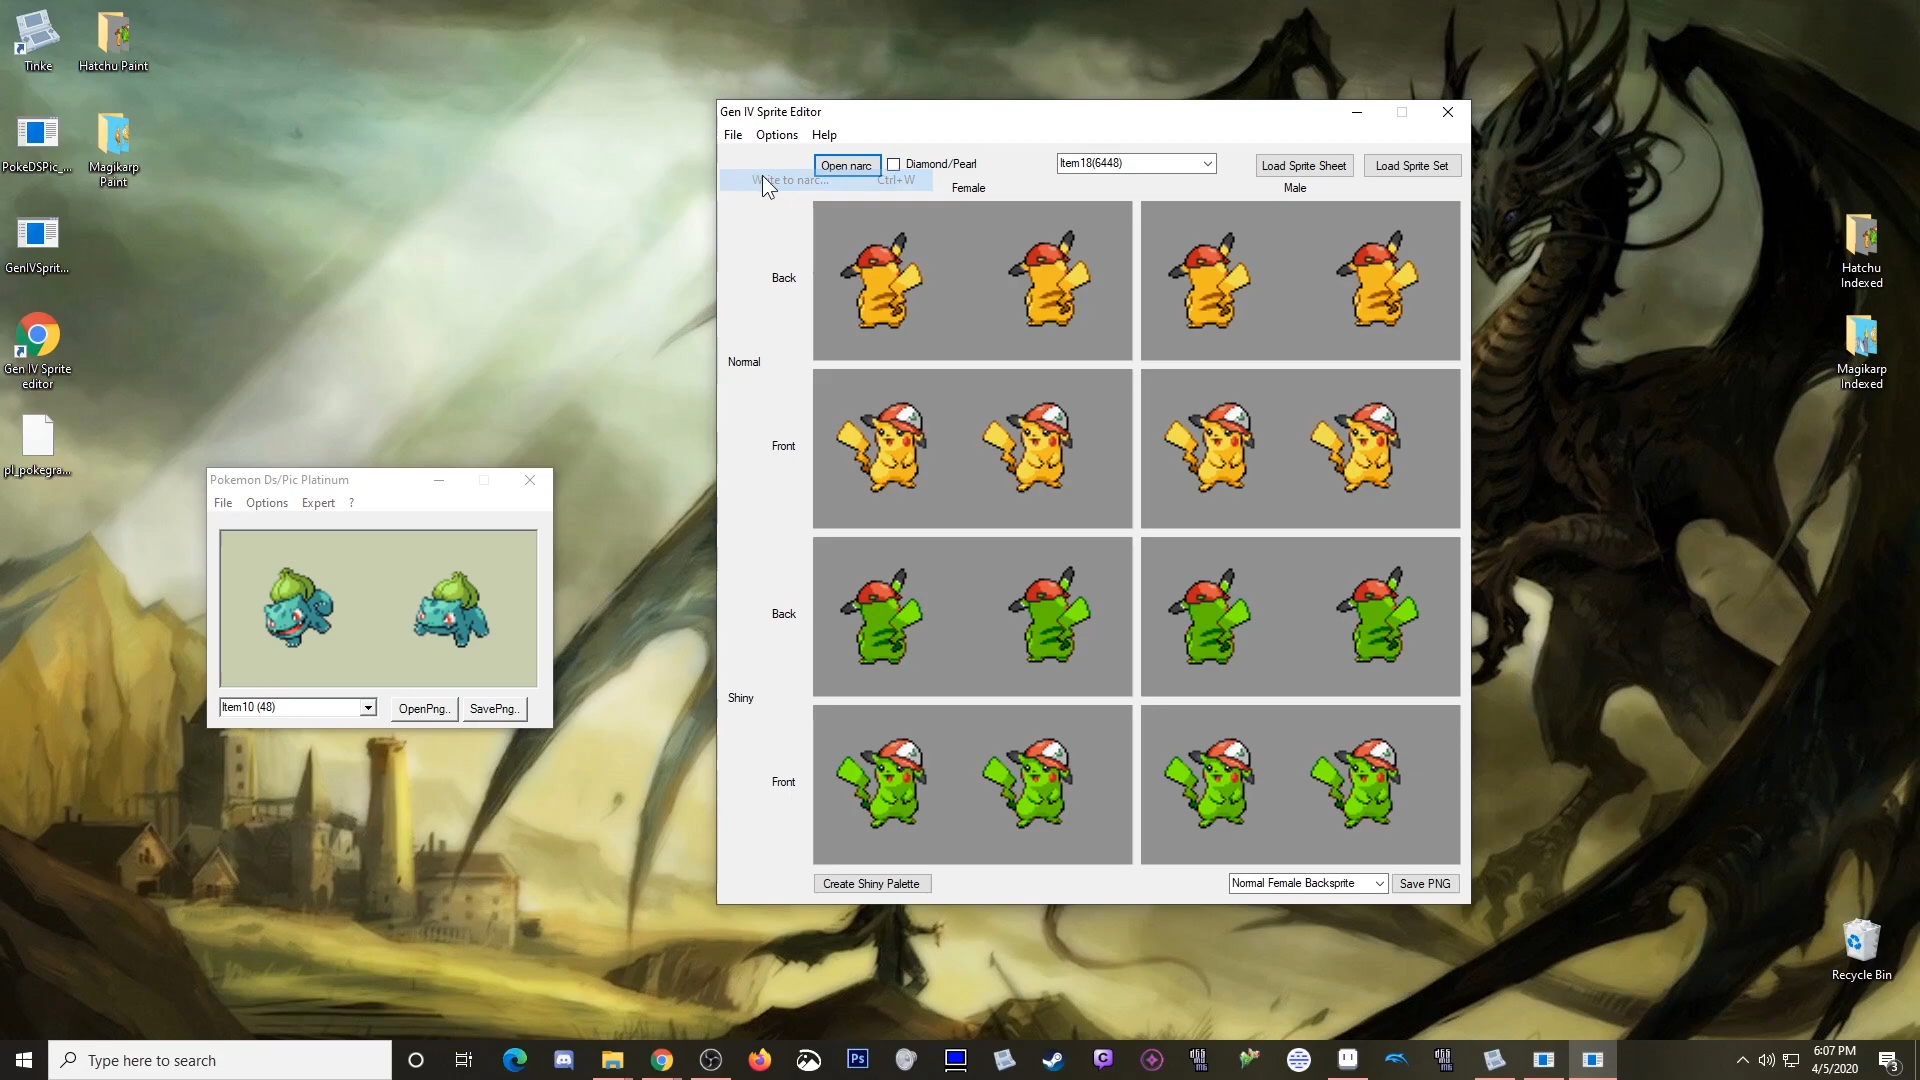 Tinke
Hatchu Paint
PokeDSPic_...
Magikarp
Paint
GenIVSprit...
Gen IV Sprite
editor
pl_pokegra...
Gen IV Sprite Editor
File Options Help
Open narc
Diamond/Pearl
Item18(6448)
Load Sprite Sheet
Load Sprite Set
Write to narc... Ctrl+W
Female
Male
Back
Normal
Front
Back
Shiny
Front
Create Shiny Palette
Normal Female Backsprite
Save PNG
Pokemon Ds/Pic Platinum
File Options Expert ?
Item10 (48)
OpenPng..
SavePng..
Hatchu
Indexed
Magikarp
Indexed
Recycle Bin
Type here to search
Ps
6:07 PM
4/5/2020
3